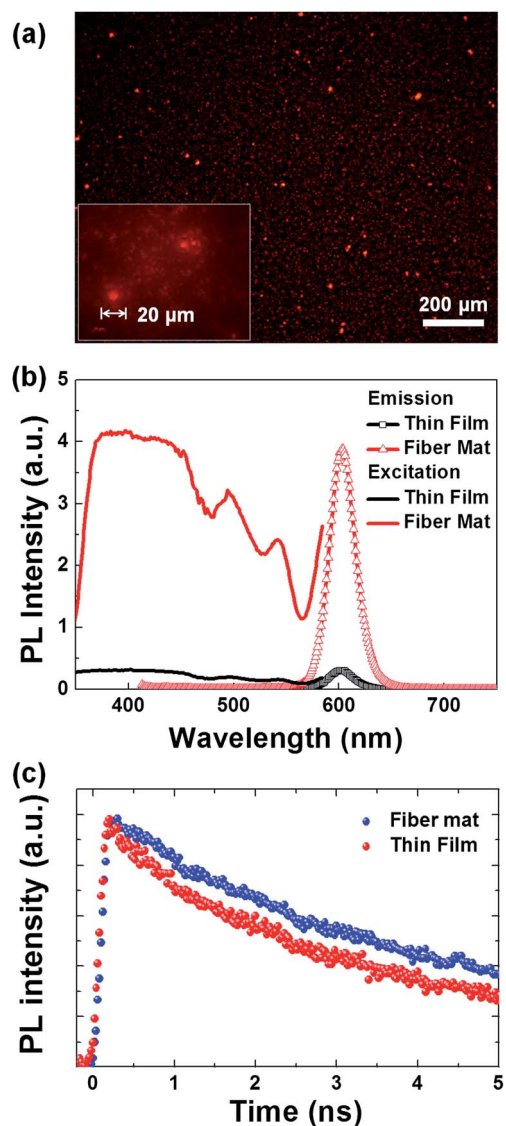 (a)
20 μm
200 μm
(b)
5
4
3
2
1
0
PL Intensity (a.u.)
Emission
Thin Film
Fiber Mat
Excitation
Thin Film
Fiber Mat
400 500 600 700
Wavelength (nm)
(c)
PL intensity (a.u.)
Fiber mat
Thin Film
0 1 2 3 4 5
Time (ns)